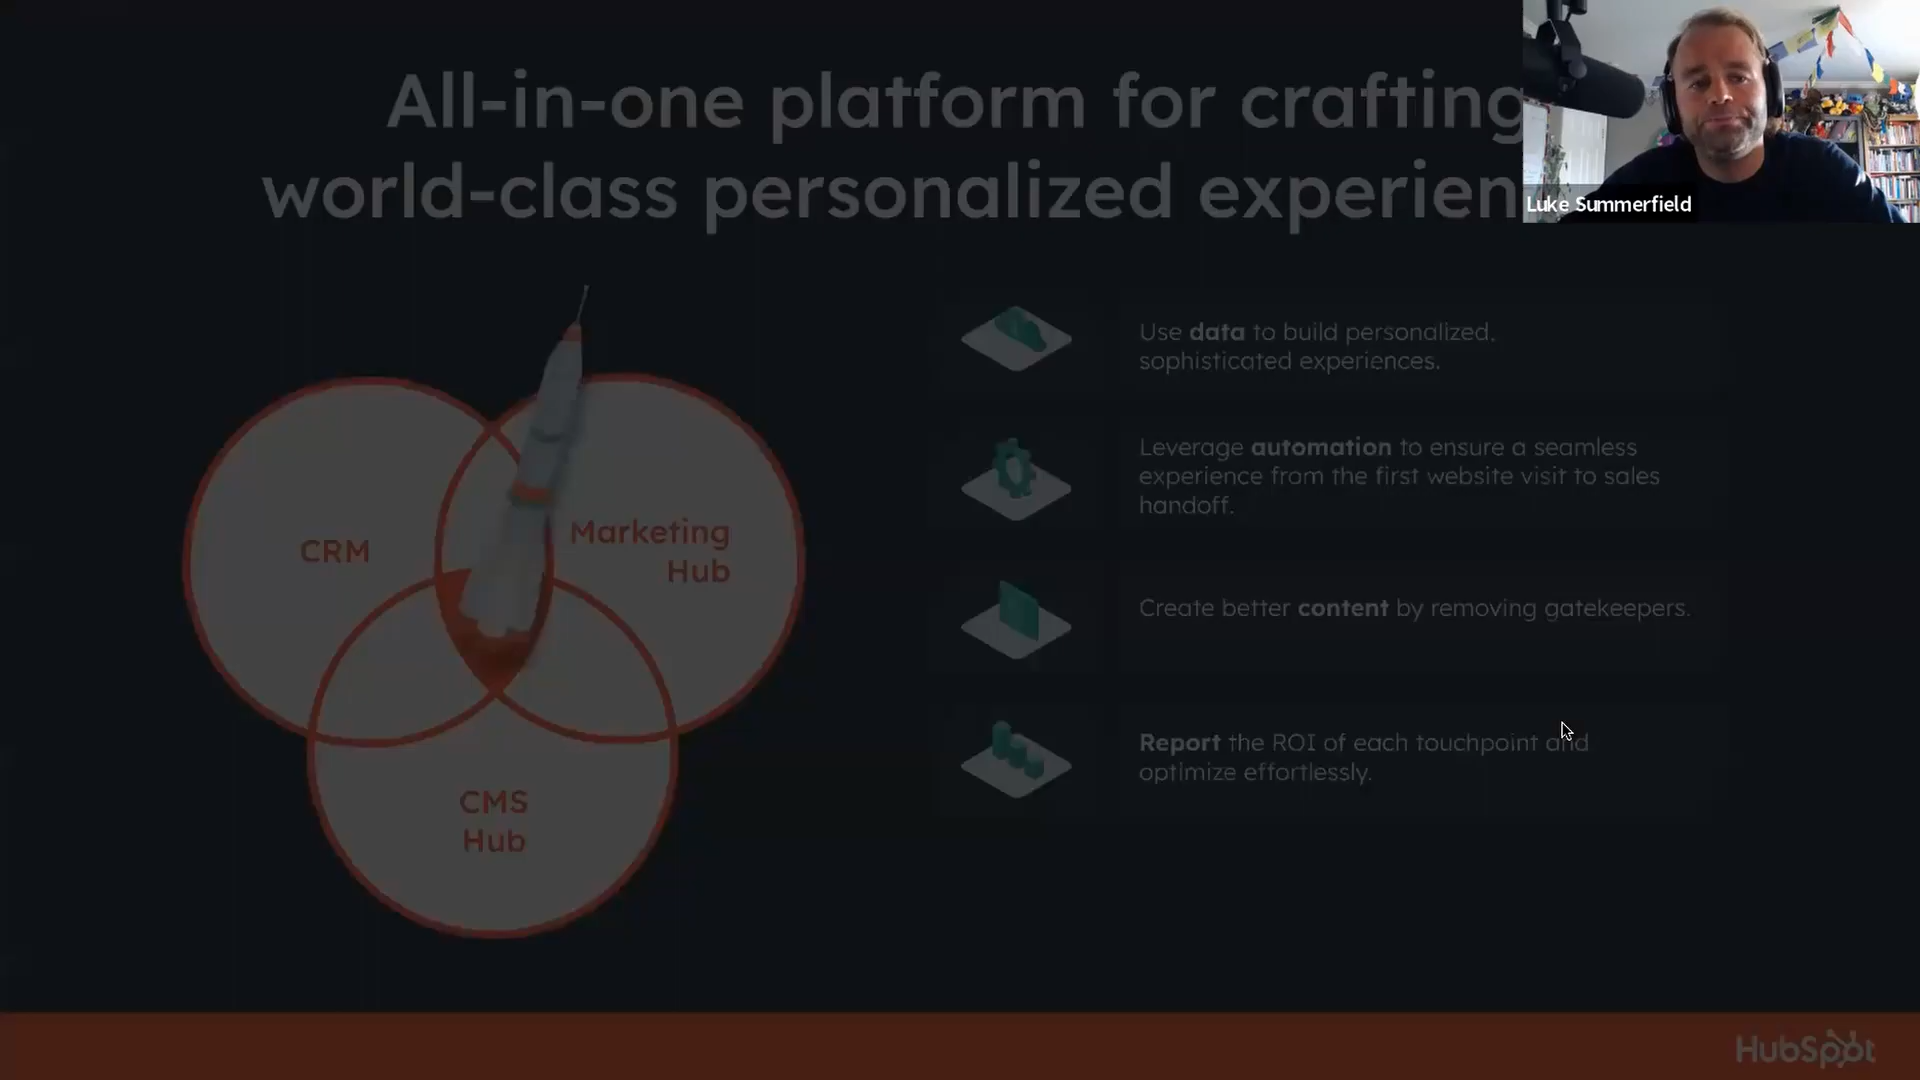 All-in-one platform for crafting
world-class personalized experien
Luke Summerfield
CRM
Marketing
Hub
CMS
Hub
Use data to build personalized,
sophisticated experiences.
Leverage automation to ensure a seamless
experience from the first website visit to sales
handoff.
Create better content by removing gatekeepers.
Report the ROI of each touchpoint and
optimize effortlessly.
HubSpot